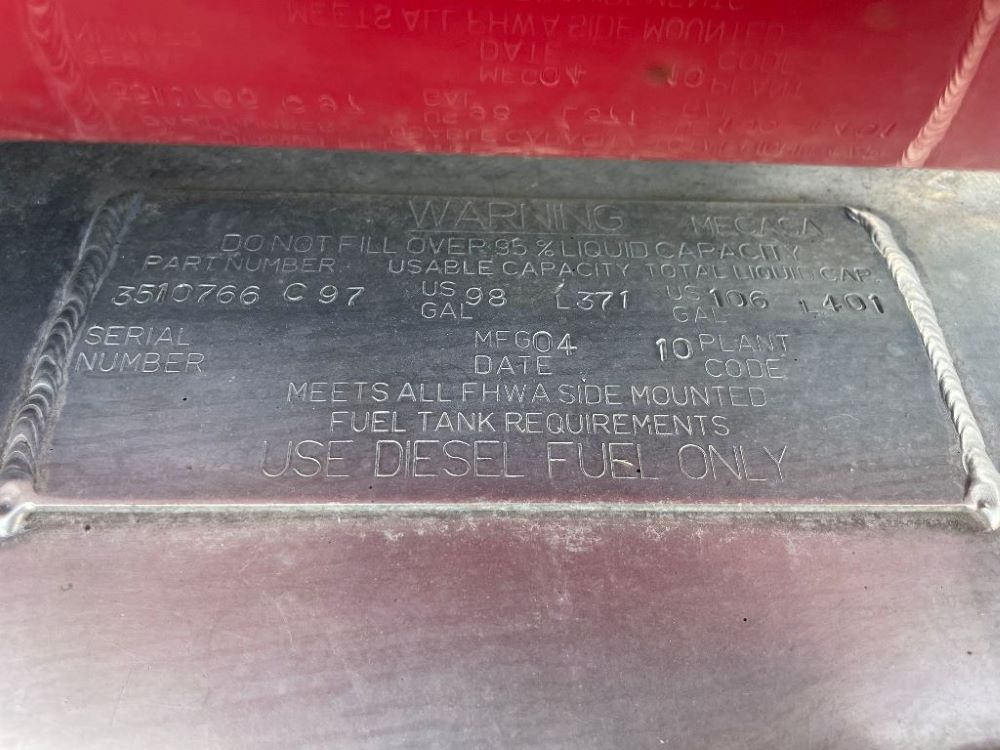 WARNING MECACA
DO NOT FILL OVER 95 % LIQUID CAPACITY
PART NUMBER USABLE CAPACITY TOTAL LIQUID CAP.
3510766 C 97 US GAL 98 L371 US GAL 106 L401
SERIAL NUMBER MFG DATE 04 10 PLANT CODE
MEETS ALL FHWA SIDE MOUNTED
FUEL TANK REQUIREMENTS
USE DIESEL FUEL ONLY